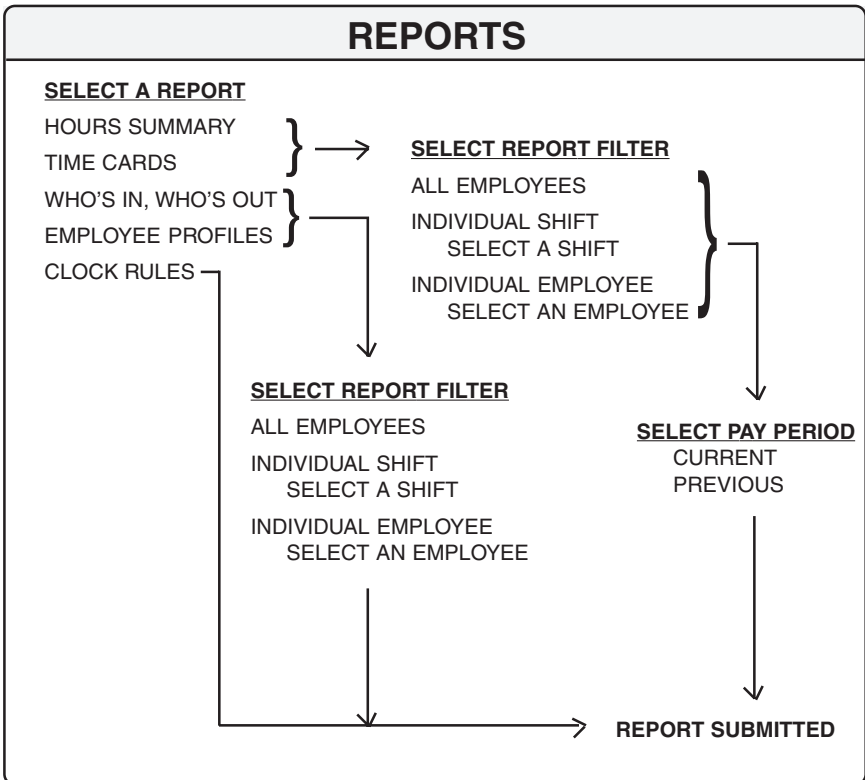 REPORTS
SELECT A REPORT
HOURS SUMMARY
TIME CARDS
WHO'S IN, WHO'S OUT
EMPLOYEE PROFILES
CLOCK RULES
SELECT REPORT FILTER
ALL EMPLOYEES
INDIVIDUAL SHIFT
SELECT A SHIFT
INDIVIDUAL EMPLOYEE
SELECT AN EMPLOYEE
SELECT REPORT FILTER
ALL EMPLOYEES
INDIVIDUAL SHIFT
SELECT A SHIFT
INDIVIDUAL EMPLOYEE
SELECT AN EMPLOYEE
SELECT PAY PERIOD
CURRENT
PREVIOUS
REPORT SUBMITTED